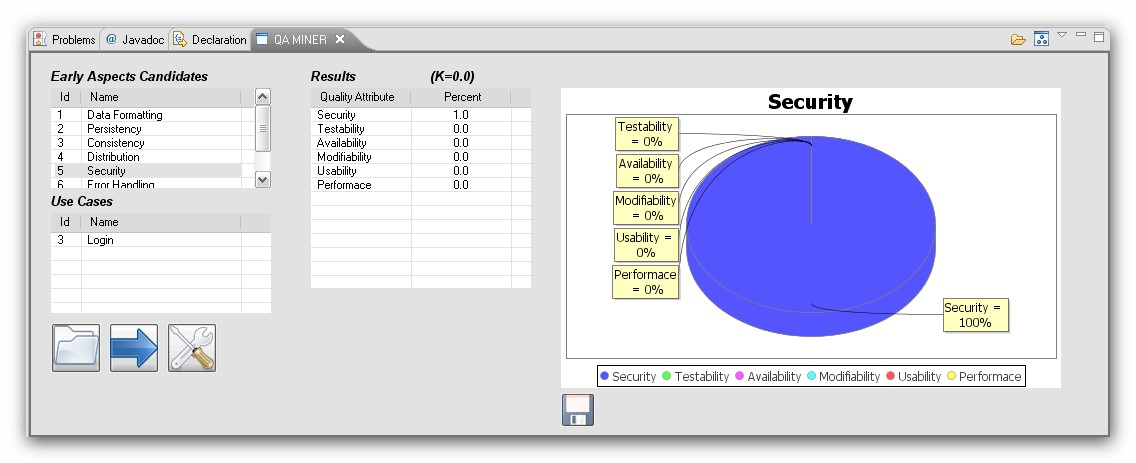 Problems @ Javadoc Declaration QA MINER
Early Aspects Candidates
Id Name
1 Data Formatting
2 Persistency
3 Consistency
4 Distribution
5 Security
6 Error Handling
Use Cases
Id Name
3 Login
Results (K=0.0)
Quality Attribute Percent
Security 1.0
Testability 0.0
Availability 0.0
Modifiability 0.0
Usability 0.0
Performace 0.0
Security
Testability
= 0%
Availability
= 0%
Modifiability
= 0%
Usability =
0%
Performace
= 0%
Security =
100%
Security Testability Availability Modifiability Usability Performace